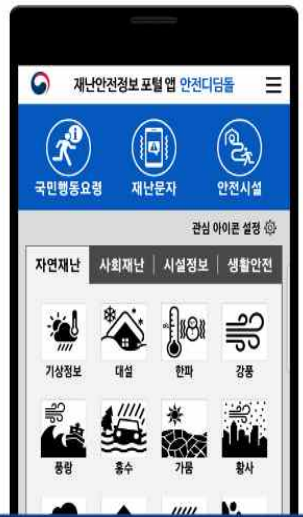 재난안전정보 포털 앱 안전디딤돌
국민행동요령 재난문자 안전시설
관심 아이콘 설정
자연재난 사회재난 시설정보 생활안전
기상정보 대설 한파 강풍
풍랑 홍수 가뭄 황사